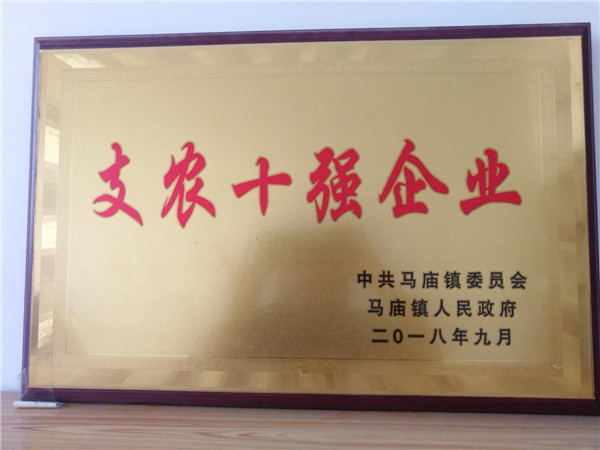 支农十强企业
中共马庙镇委员会
马庙镇人民政府
二0一八年九月